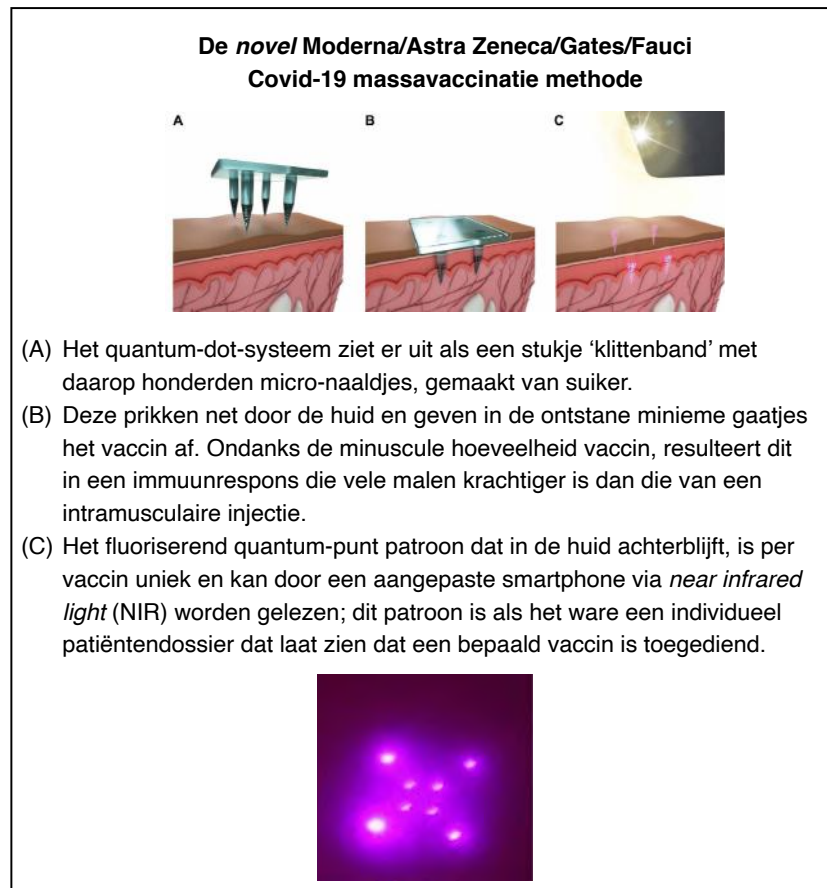 De novel Moderna/Astra Zeneca/Gates/Fauci
Covid-19 massavaccinatie methode
A B C
(A) Het quantum-dot-systeem ziet er uit als een stukje ‘klittenband’ met
daarop honderden micro-naaldjes, gemaakt van suiker.
(B) Deze prikken net door de huid en geven in de ontstane minieme gaatjes
het vaccin af. Ondanks de minuscule hoeveelheid vaccin, resulteert dit
in een immuunrespons die vele malen krachtiger is dan die van een
intramusculaire injectie.
(C) Het fluoriserend quantum-punt patroon dat in de huid achterblijft, is per
vaccin uniek en kan door een aangepaste smartphone via near infrared
light (NIR) worden gelezen; dit patroon is als het ware een individueel
patiëntendossier dat laat zien dat een bepaald vaccin is toegediend.